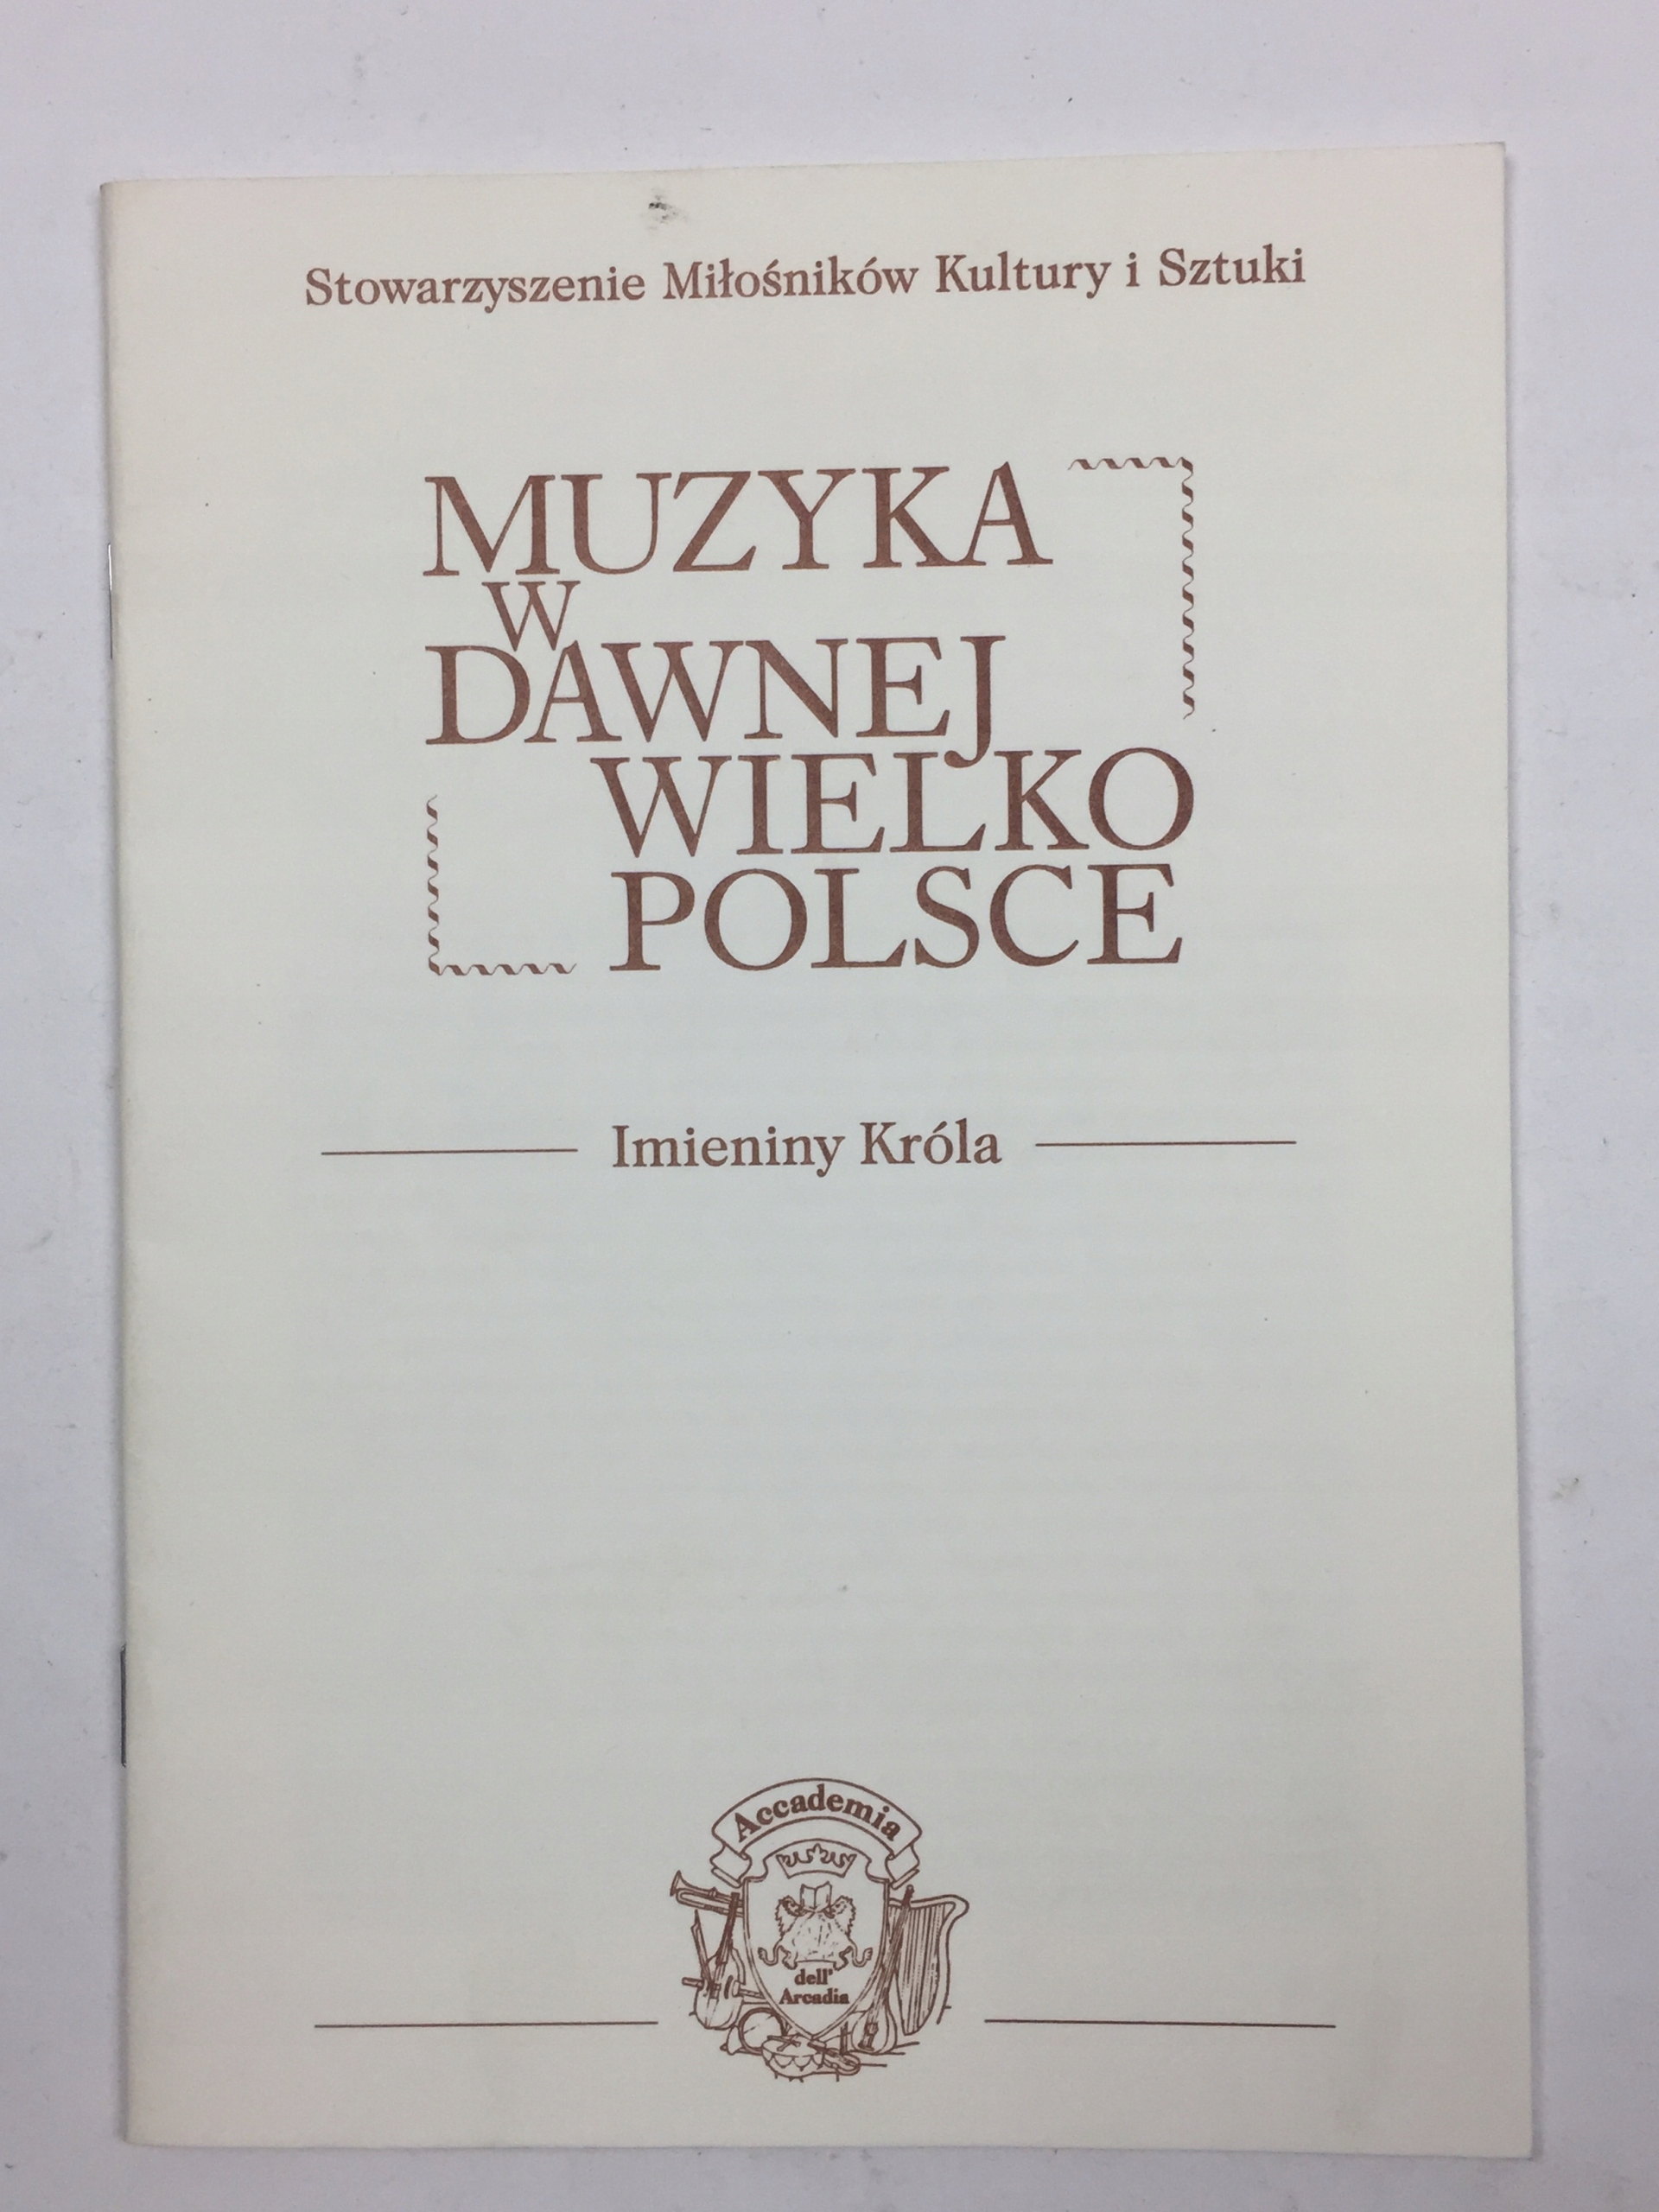 Stowarzyszenie Miłośników Kultury i Sztuki
MUZYKA
W
DAWNEJ
WIELKO
POLSCE
Imieniny Króla
Accademia
dell'
Arcadia